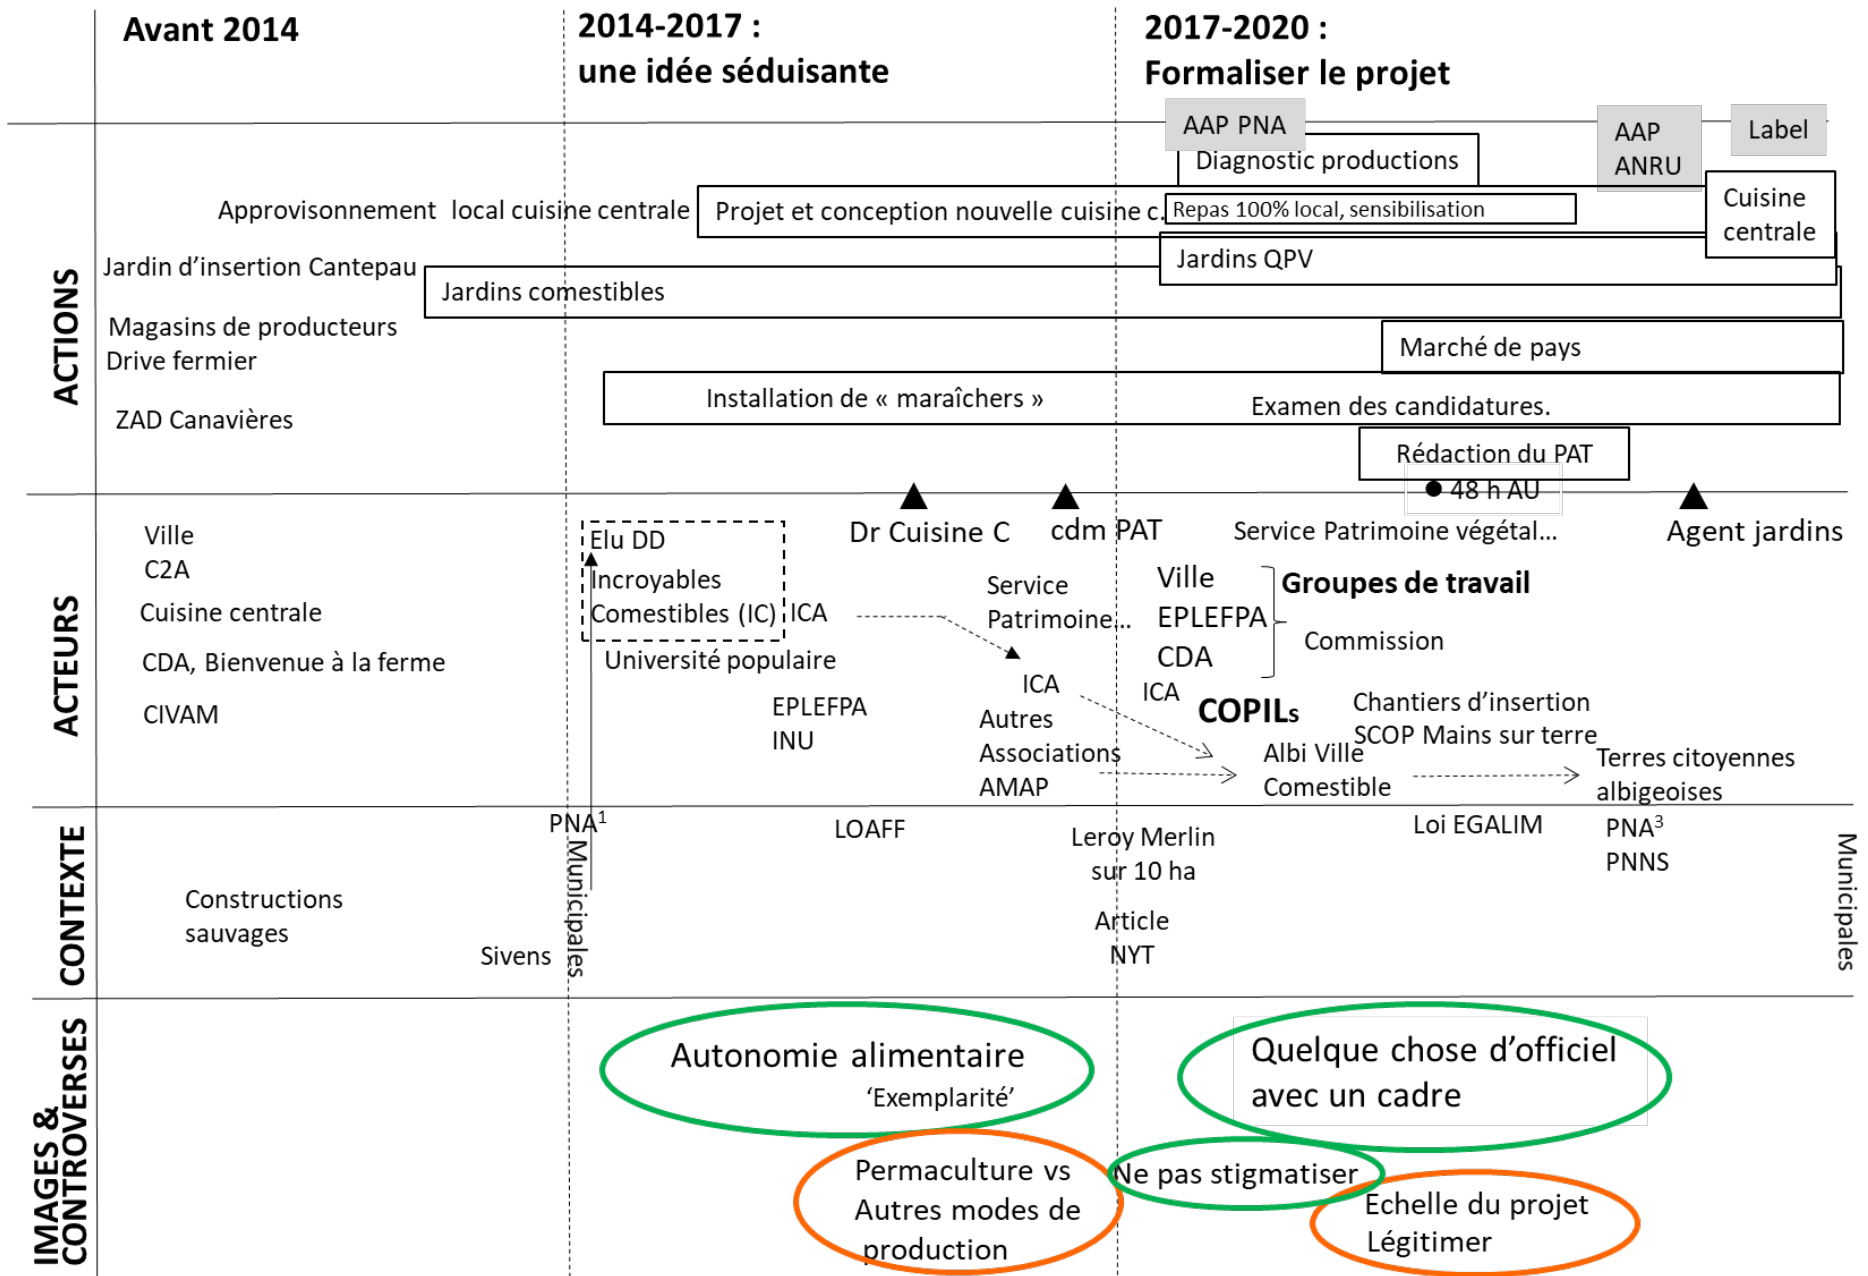 Avant 2014
2014-2017 :
une idée séduisante
2017-2020 :
Formaliser le projet
ACTIONS
AAP PNA
AAP
ANRU
Label
Diagnostic productions
Approvisonnement local cuisine centrale
Projet et conception nouvelle cuisine c.
Repas 100% local, sensibilisation
Cuisine
centrale
Jardin d'insertion Cantepau
Jardins QPV
Jardins comestibles
Magasins de producteurs
Drive fermier
Marché de pays
Installation de « maraîchers »
Examen des candidatures.
ZAD Canavières
Rédaction du PAT
48 h AU
ACTEURS
Ville
C2A
Cuisine centrale
CDA, Bienvenue à la ferme
CIVAM
Elu DD
Incroyables
Comestibles (IC)
ICA
Université populaire
EPLEFPA
INU
Dr Cuisine C
cdm PAT
Service
Patrimoine...
ICA
Autres
Associations
AMAP
Service Patrimoine végétal...
Agent jardins
Ville
EPLEFPA
CDA
ICA
Groupes de travail
Commission
COPILs
Chantiers d'insertion
SCOP Mains sur terre
Albi Ville
Comestible
Terres citoyennes
albigeoises
CONTEXTE
PNA1
Municipales
Constructions
sauvages
Sivens
LOAFF
Leroy Merlin
sur 10 ha
Article
NYT
Loi EGALIM
PNA3
PNNS
Municipales
IMAGES &
CONTROVERSES
Autonomie alimentaire
'Exemplarité'
Quelque chose d'officiel
avec un cadre
Permaculture vs
Autres modes de
production
Ne pas stigmatiser
Echelle du projet
Légitimer